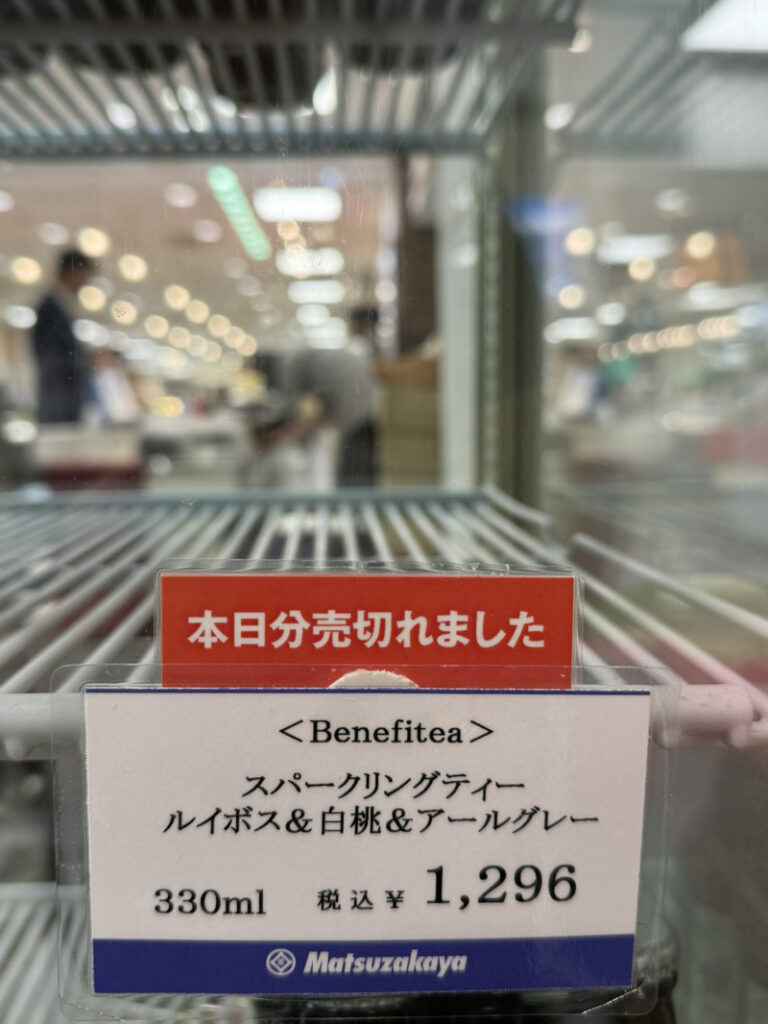 本日分売切れました
＜Benefitea＞
スパークリングティー
ルイボス＆白桃＆アールグレー
330ml 税込￥1,296
Matsuzakaya